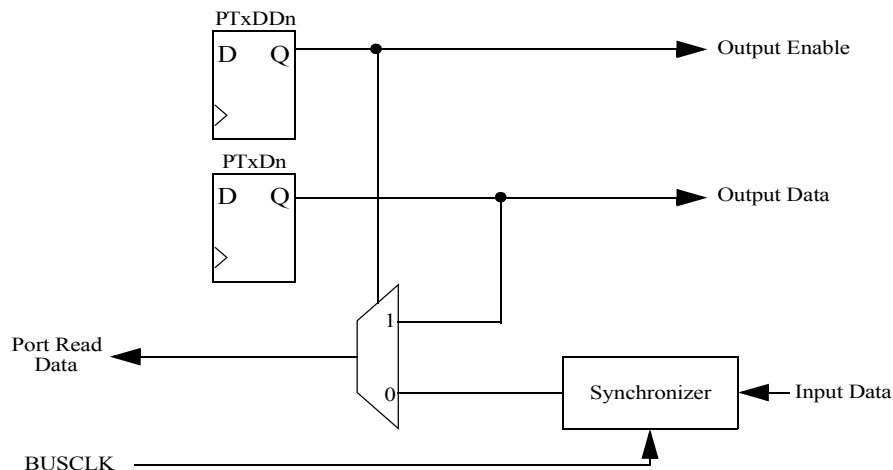 PTxDDn
D Q
Output Enable
PTxDn
D Q
Output Data
1
Port Read
Data
0
Synchronizer
Input Data
BUSCLK